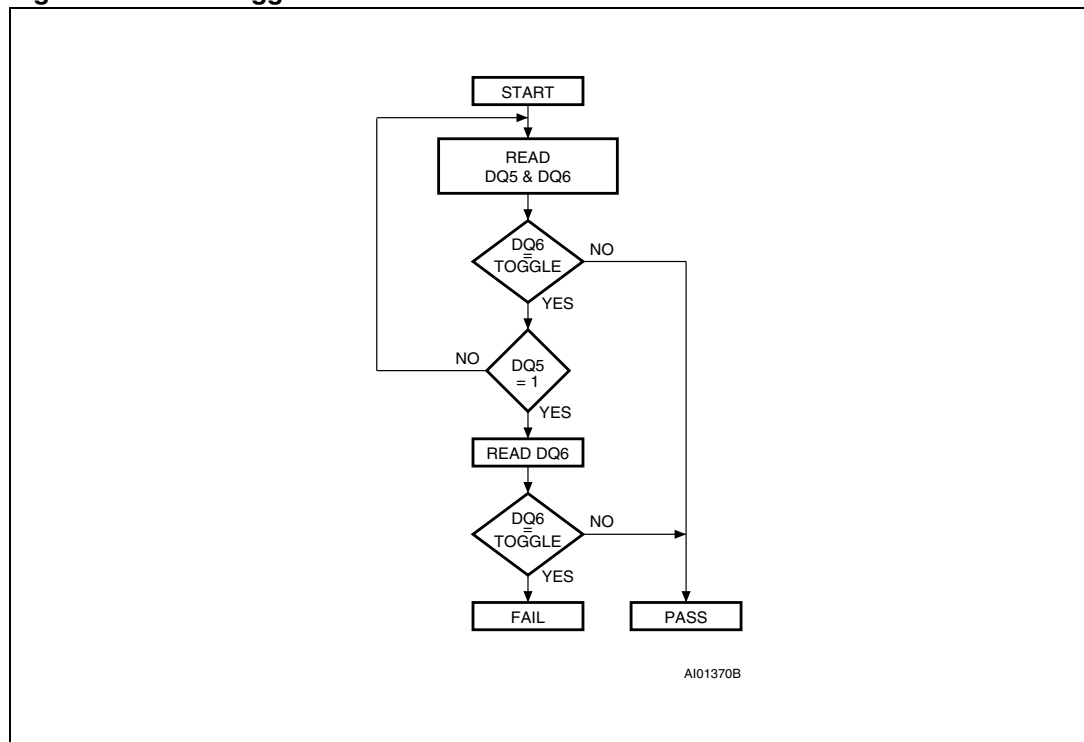 START
READ
DQ5 & DQ6
DQ6
=
TOGGLE
NO
YES
NO
DQ5
= 1
YES
READ DQ6
DQ6
=
TOGGLE
NO
YES
FAIL
PASS
AI01370B